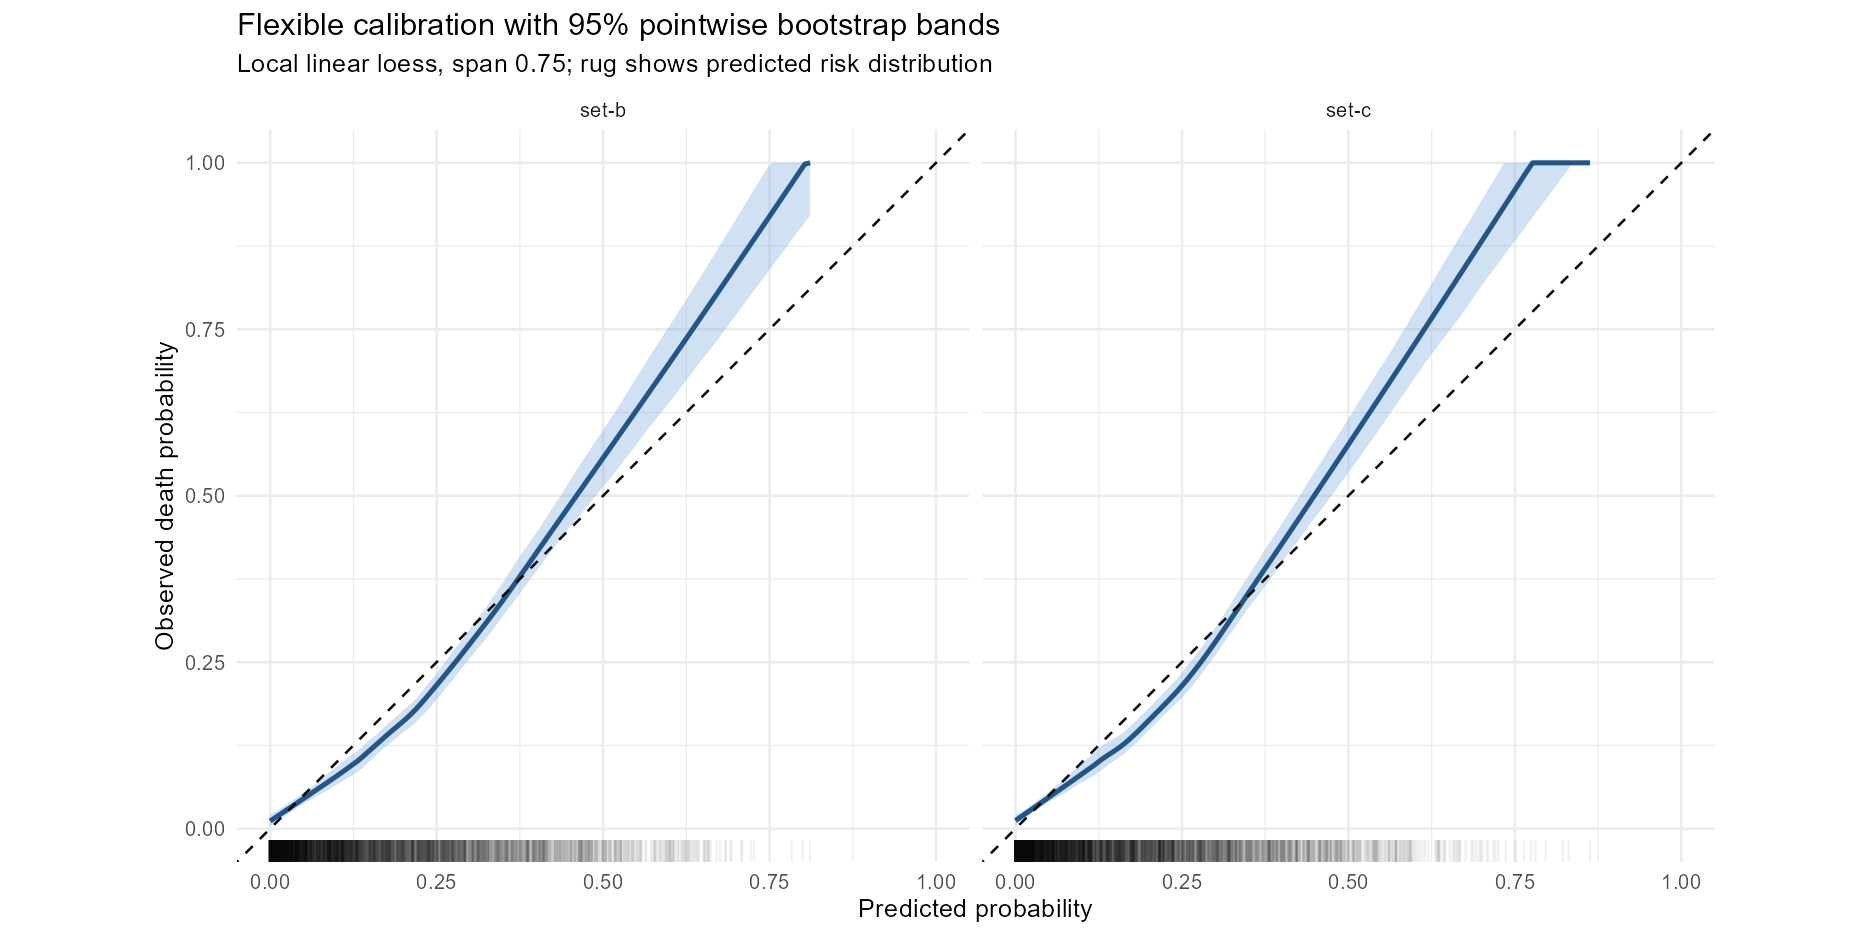 Flexible calibration with 95% pointwise bootstrap bands
Local linear loess, span 0.75; rug shows predicted risk distribution
set-b
set-c
Observed death probability
1.00
0.75
0.50
0.25
0.00
0.00 0.25 0.50 0.75 1.00
0.00 0.25 0.50 0.75 1.00
Predicted probability